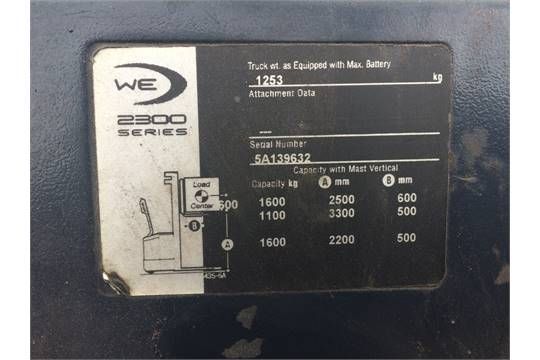 WE
2300
SERIES
Truck wt. as Equipped with Max. Battery
1253 kg
Attachment Data
---
Serial Number
5A139632
Capacity with Mast Vertical
Capacity kg A mm B mm
1600 2500 600
1100 3300 500
1600 2200 500
Load
Center
600
B
A